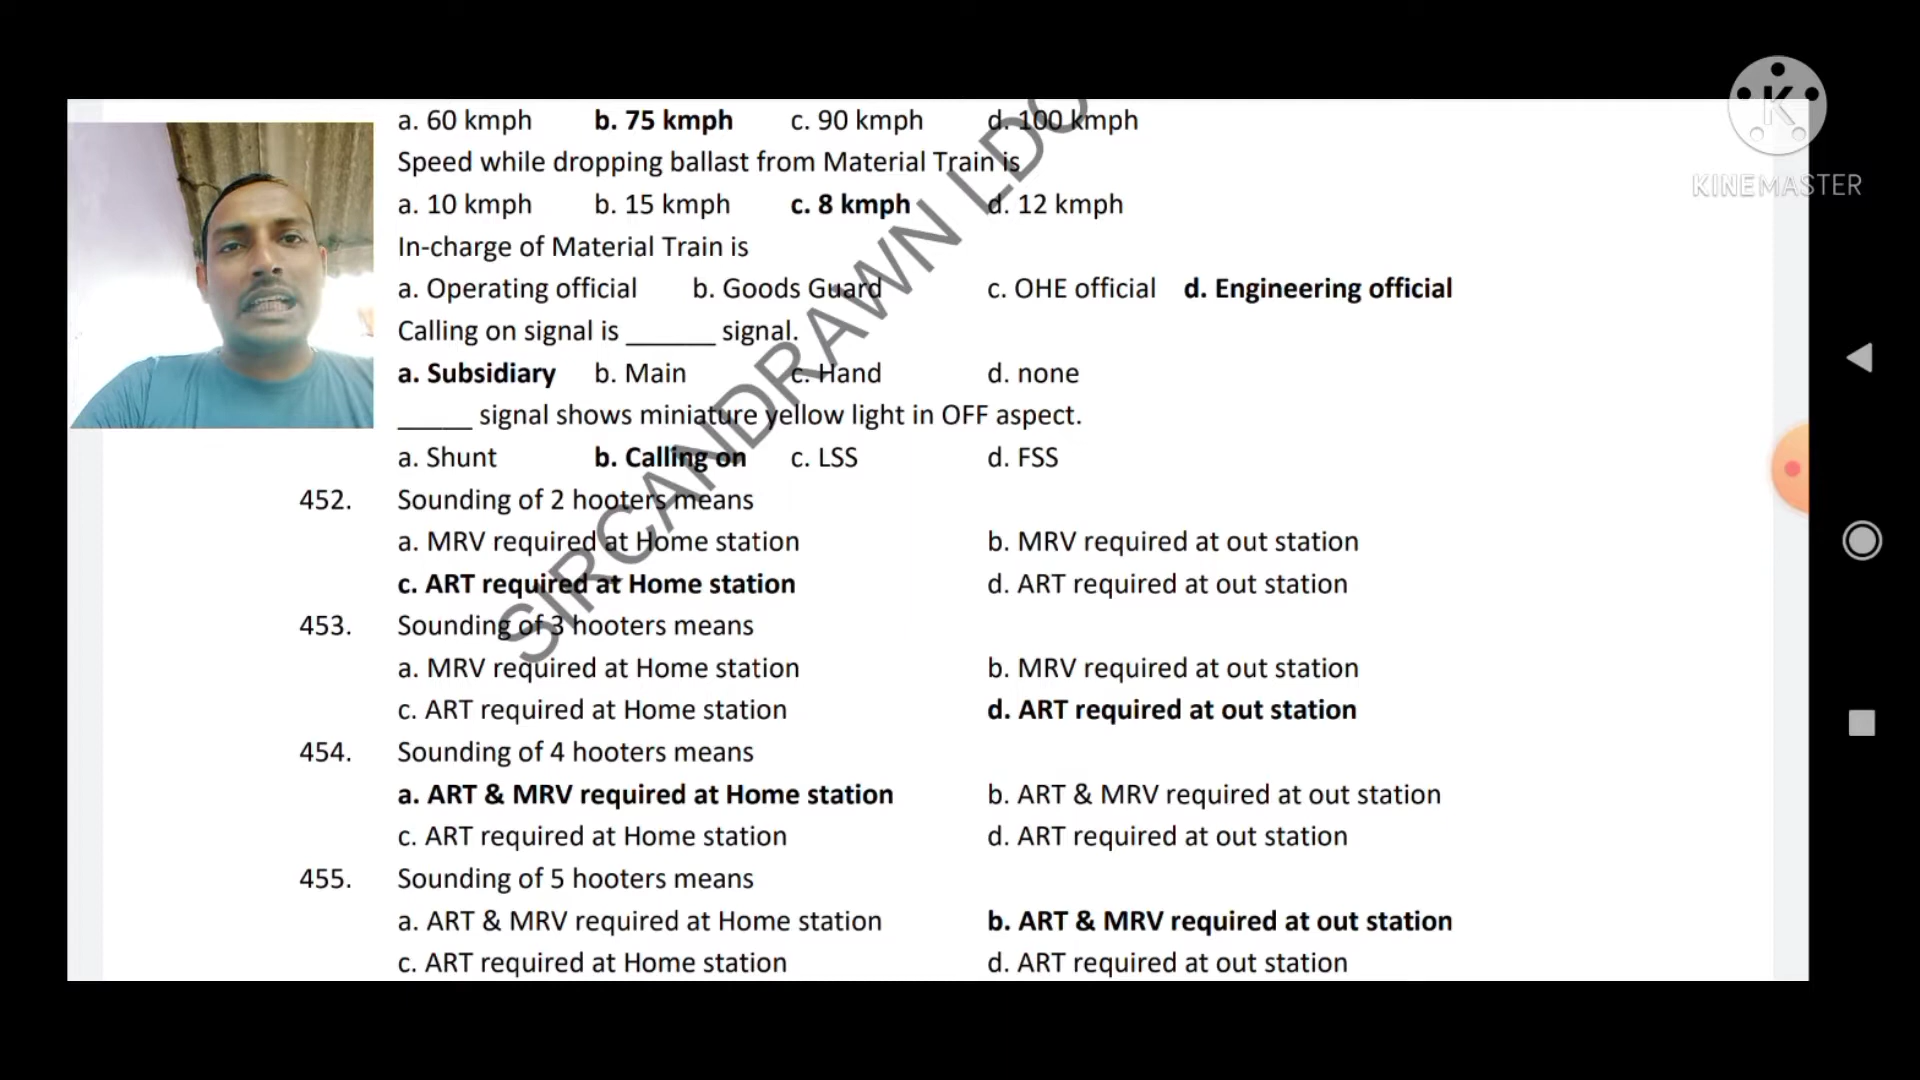 a. 60 kmph b. 75 kmph c. 90 kmph d. 100 kmph
Speed while dropping ballast from Material Train is
a. 10 kmph b. 15 kmph c. 8 kmph d. 12 kmph
In-charge of Material Train is
a. Operating official b. Goods Guard c. OHE official d. Engineering official
Calling on signal is ______ signal.
a. Subsidiary b. Main c. Hand d. none
_____ signal shows miniature yellow light in OFF aspect.
a. Shunt b. Calling on c. LSS d. FSS
452. Sounding of 2 hooters means
a. MRV required at Home station b. MRV required at out station
c. ART required at Home station d. ART required at out station
453. Sounding of 3 hooters means
a. MRV required at Home station b. MRV required at out station
c. ART required at Home station d. ART required at out station
454. Sounding of 4 hooters means
a. ART & MRV required at Home station b. ART & MRV required at out station
c. ART required at Home station d. ART required at out station
455. Sounding of 5 hooters means
a. ART & MRV required at Home station b. ART & MRV required at out station
c. ART required at Home station d. ART required at out station
SIRCANDRAWN LDC
K
KINEMASTER